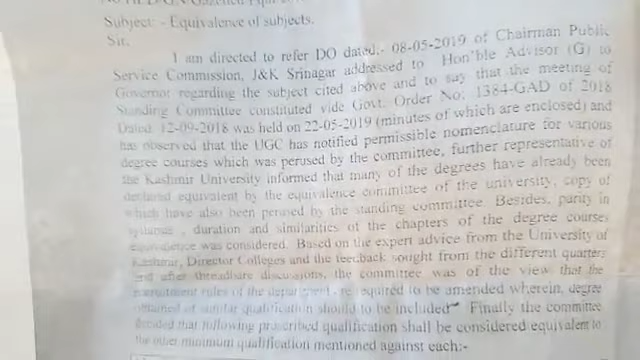 Subject: - Equivalence of subjects.
Sir,
I am directed to refer DO dated:- 08-05-2019 of Chairman Public
Service Commission, J&K Srinagar addressed to Hon'ble Advisor (G) to
Governor regarding the subject cited above and to say that the meeting of
Standing Committee constituted vide Govt. Order No: 1384-GAD of 2018
Dated 12-09-2018 was held on 22-05-2019 (minutes of which are enclosed) and
has observed that the UGC has notified permissible nomenclature for various
degree courses which was perused by the committee, further representative of
the Kashmir University informed that many of the degrees have already been
declared equivalent by the equivalence committee of the university, copy of
which have also been perused by the standing committee. Besides, parity in
syllabus , duration and similarities of the chapters of the degree courses
equivalence was considered. Based on the expert advice from the University of
Kashmir, Director Colleges and the feedback sought from the different quarters
and after threadbare discussions, the committee was of the view that the
recruitment rules of the department, required to be amended wherein, degree
obtained of similar qualification should to be included" Finally the committee
decided that following prescribed qualification shall be considered equivalent to
the other minimum qualification mentioned against each:-